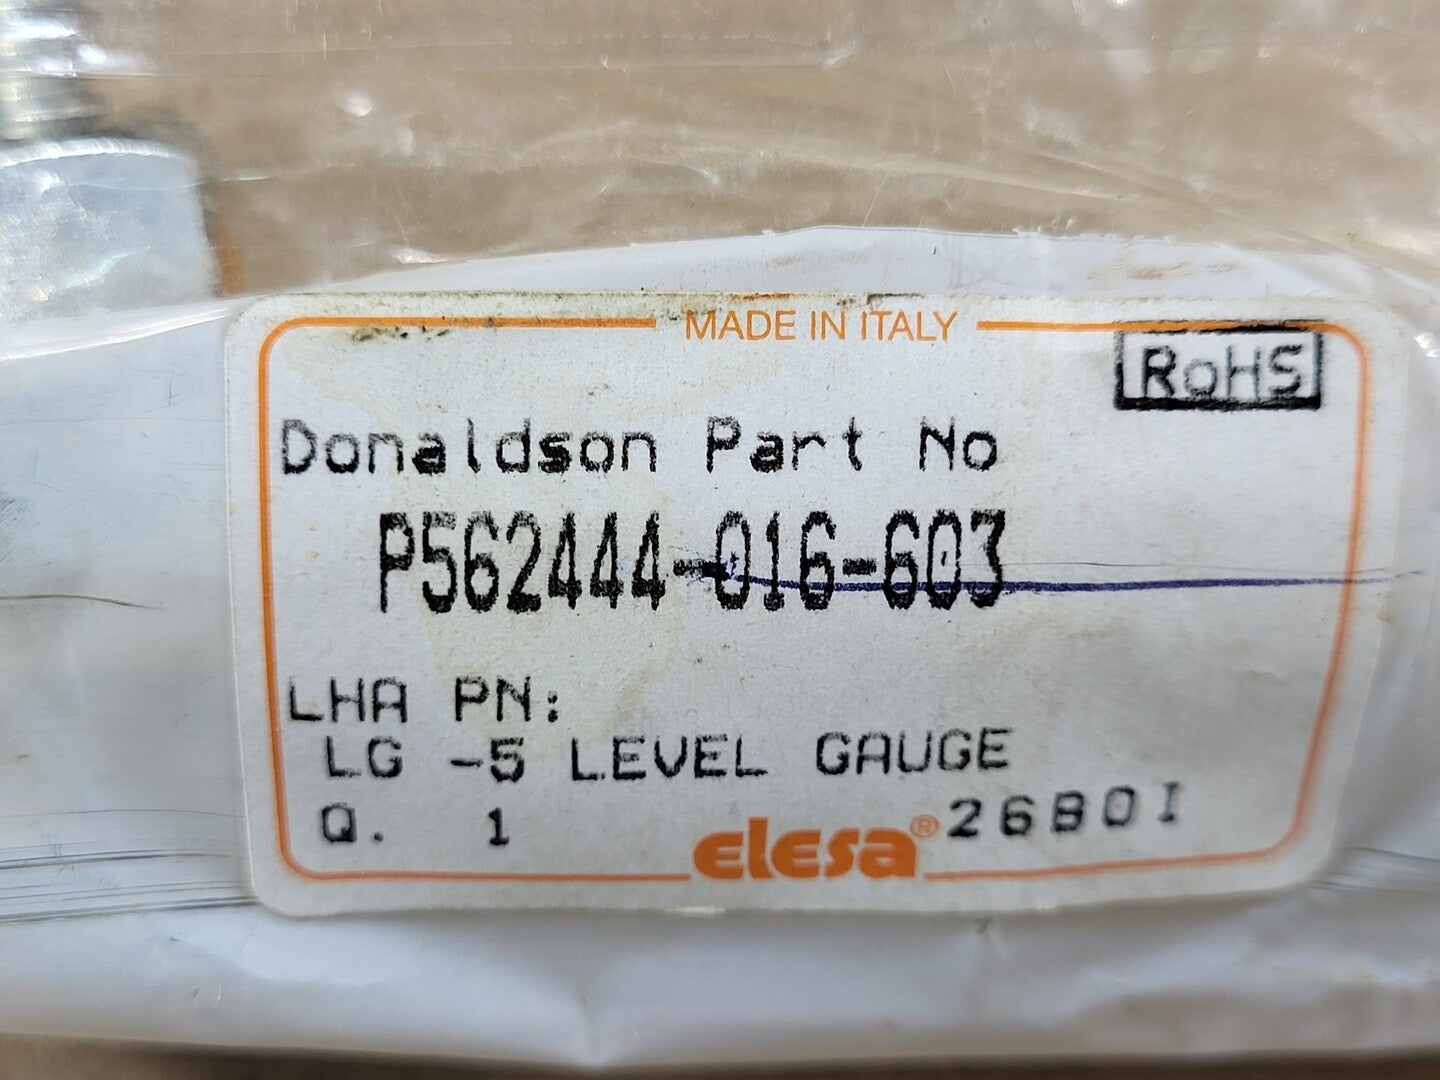 MADE IN ITALY
RoHS
Donaldson Part No
P562444-016-603
LHA PN:
LG -5 LEVEL GAUGE
Q. 1
elesa® 26801